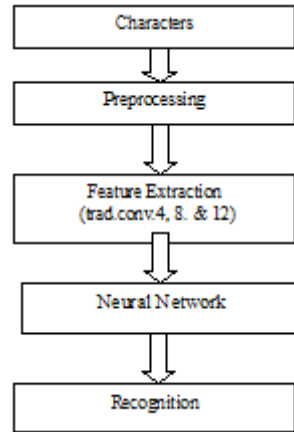 Characters
Preprocessing
Feature Extraction
(trad.conv.4, 8. & 12)
Neural Network
Recognition